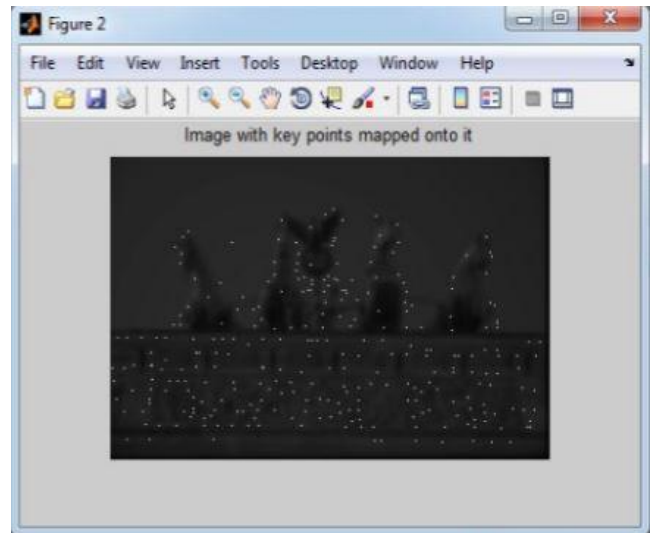 Figure 2
File Edit View Insert Tools Desktop Window Help
Image with key points mapped onto it